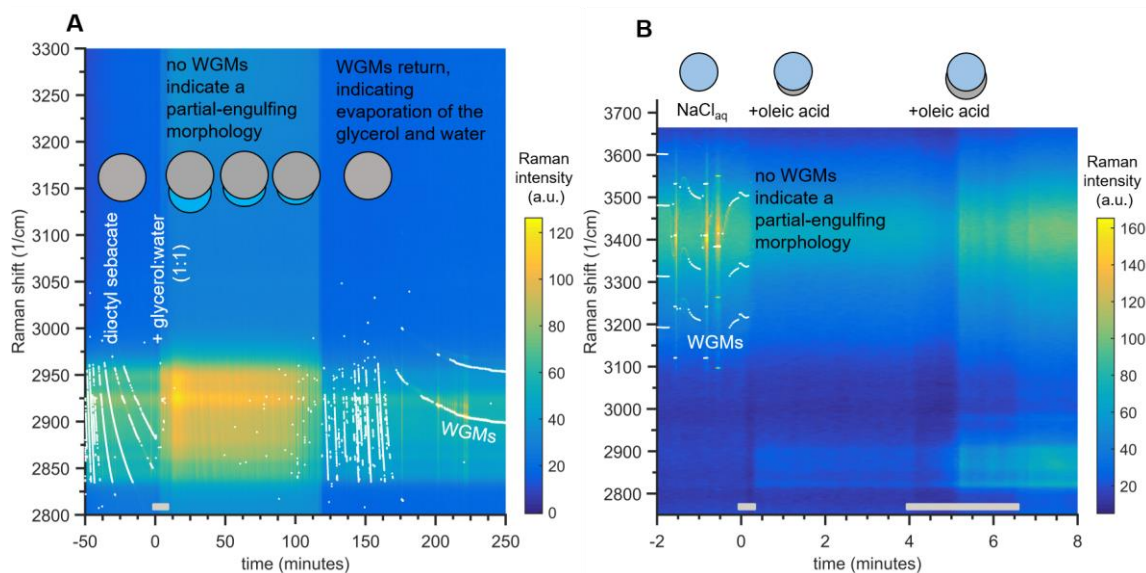 A
3300
3250
3200
3150
3100
3050
3000
2950
2900
2850
2800
Raman shift (1/cm)
no WGMs
indicate a
partial-engulfing
morphology
WGMs return,
indicating
evaporation of the
glycerol and water
dioctyl sebacate
+ glycerol:water
(1:1)
WGMs
-50 0 50 100 150 200 250
time (minutes)
Raman
intensity
(a.u.)
120
100
80
60
40
20
0
B
NaClaq
+oleic acid
+oleic acid
3700
3600
3500
3400
3300
3200
3100
3000
2900
2800
Raman shift (1/cm)
no WGMs
indicate a
partial-engulfing
morphology
WGMs
-2 0 2 4 6 8
time (minutes)
Raman
intensity
(a.u.)
160
140
120
100
80
60
40
20